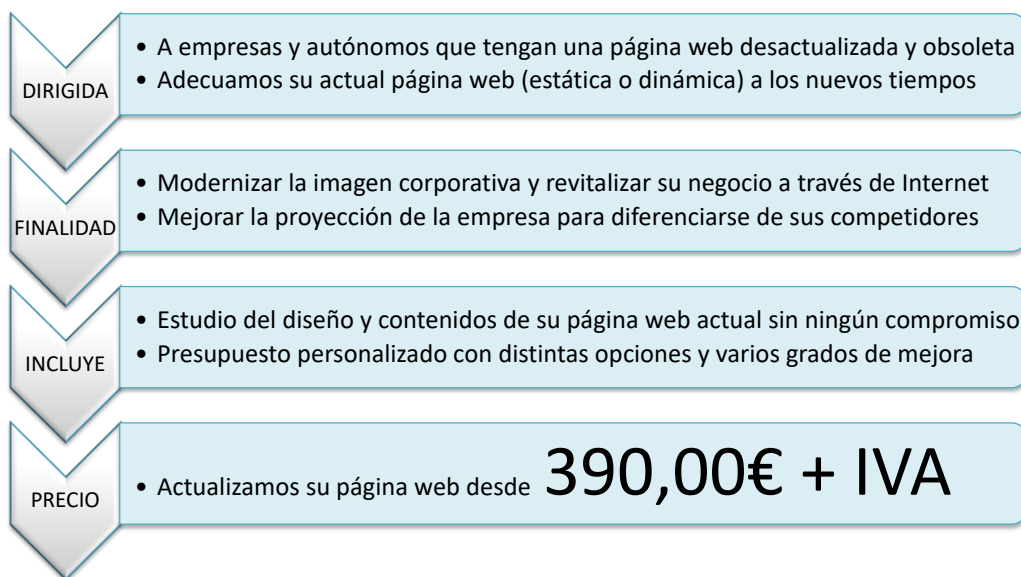 DIRIGIDA
• A empresas y autónomos que tengan una página web desactualizada y obsoleta
• Adecuamos su actual página web (estática o dinámica) a los nuevos tiempos
FINALIDAD
• Modernizar la imagen corporativa y revitalizar su negocio a través de Internet
• Mejorar la proyección de la empresa para diferenciarse de sus competidores
INCLUYE
• Estudio del diseño y contenidos de su página web actual sin ningún compromiso
• Presupuesto personalizado con distintas opciones y varios grados de mejora
PRECIO
• Actualizamos su página web desde 390,00€ + IVA